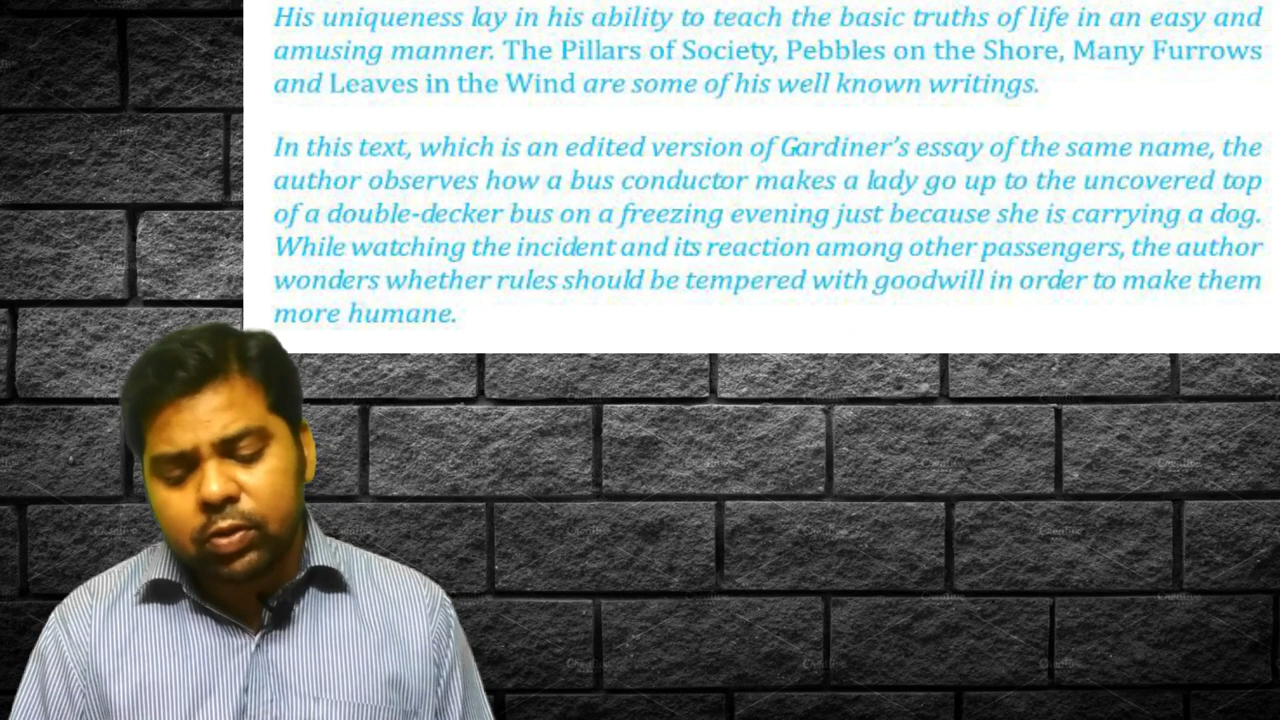 His uniqueness lay in his ability to teach the basic truths of life in an easy and
amusing manner. The Pillars of Society, Pebbles on the Shore, Many Furrows
and Leaves in the Wind are some of his well known writings.
In this text, which is an edited version of Gardiner's essay of the same name, the
author observes how a bus conductor makes a lady go up to the uncovered top
of a double-decker bus on a freezing evening just because she is carrying a dog.
While watching the incident and its reaction among other passengers, the author
wonders whether rules should be tempered with goodwill in order to make them
more humane.